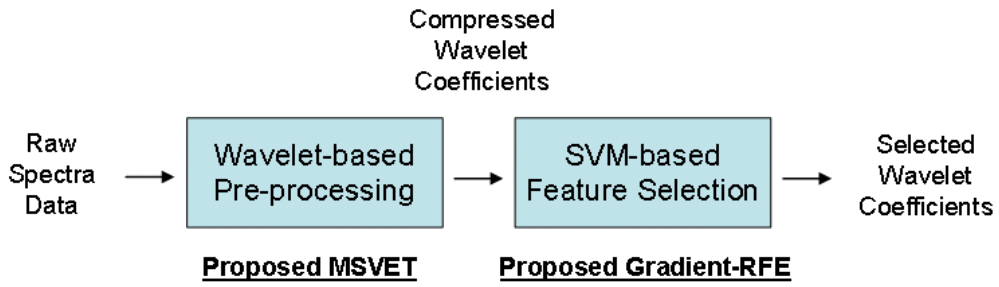 Compressed
Wavelet
Coefficients
Raw
Spectra
Data
Wavelet-based
Pre-processing
SVM-based
Feature Selection
Selected
Wavelet
Coefficients
Proposed MSVET
Proposed Gradient-RFE